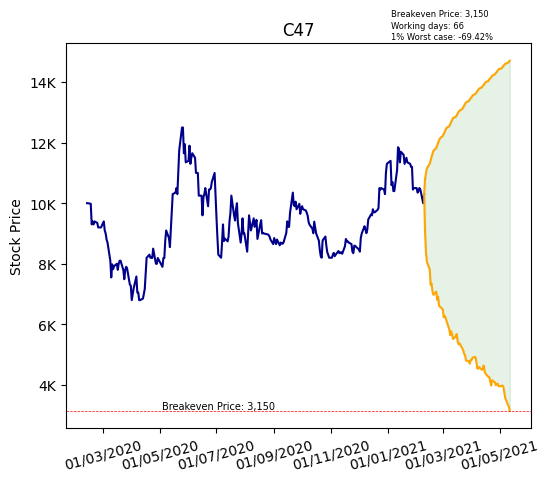 Breakeven Price: 3,150
Working days: 66
1% Worst case: -69.42%
C47
Stock Price
14K
12K
10K
8K
6K
4K
Breakeven Price: 3,150
01/03/2020
01/05/2020
01/07/2020
01/09/2020
01/11/2020
01/01/2021
01/03/2021
01/05/2021